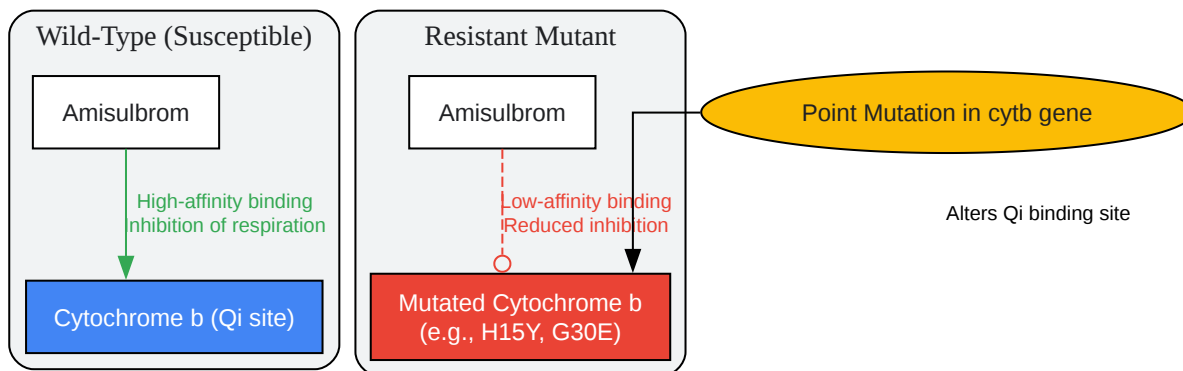 Wild-Type (Susceptible)
Amisulbrom
High-affinity binding
Inhibition of respiration
Cytochrome b (Qi site)
Resistant Mutant
Amisulbrom
Low-affinity binding
Reduced inhibition
Mutated Cytochrome b
(e.g., H15Y, G30E)
Point Mutation in cytb gene
Alters Qi binding site